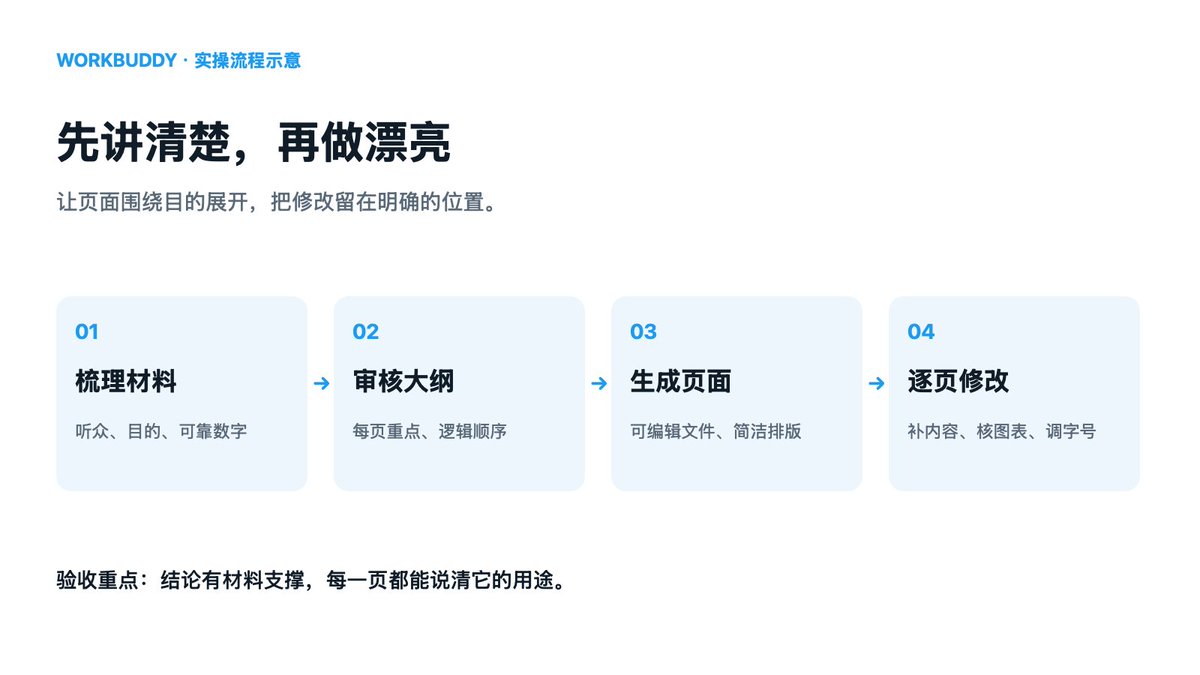 WORKBUDDY · 实操流程示意
先讲清楚，再做漂亮
让页面围绕目的展开，把修改留在明确的位置。
01
梳理材料
听众、目的、可靠数字
→
02
审核大纲
每页重点、逻辑顺序
→
03
生成页面
可编辑文件、简洁排版
→
04
逐页修改
补内容、核图表、调字号
验收重点：结论有材料支撑，每一页都能说清它的用途。